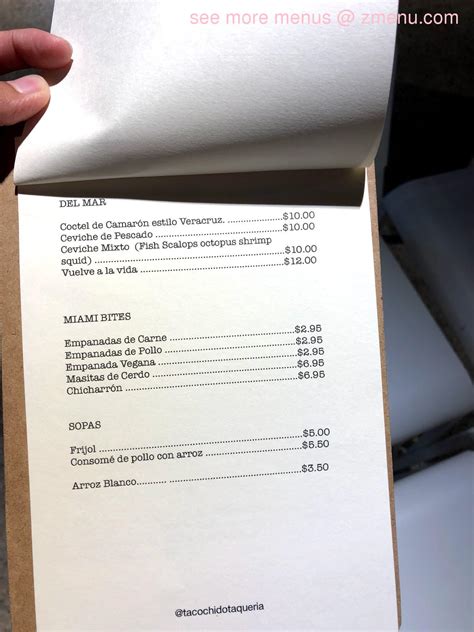 see more menus @ zmenu.com
DEL MAR
Coctel de Camarón estilo Veracruz. ..................$10.00
Ceviche de Pescado ..........................................$10.00
Ceviche Mixto (Fish Scalops octopus shrimp
squid) ..........................................................$10.00
Vuelve a la vida ................................................$12.00
MIAMI BITES
Empanadas de Carne ......................................$2.95
Empanadas de Pollo ........................................$2.95
Empanada Vegana ..........................................$2.95
Masitas de Cerdo ............................................$6.95
Chicharrón ......................................................$6.95
SOPAS
Frijol ..............................................................$5.00
Consomé de pollo con arroz ............................$5.50
Arroz Blanco.......... ........................................$3.50
@tacochidotaqueria